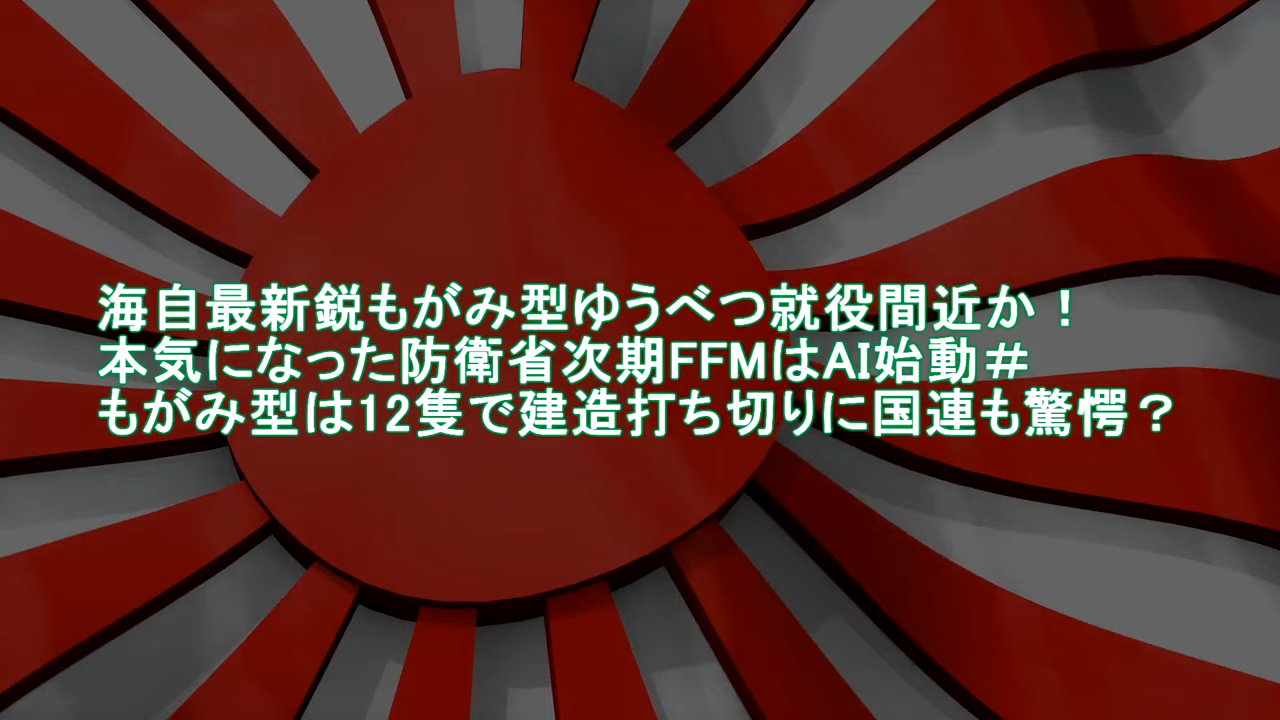 海自最新鋭もがみ型ゆうべつ就役間近か！
本気になった防衛省次期FFMはAI始動＃
もがみ型は12隻で建造打ち切りに国連も驚愕？